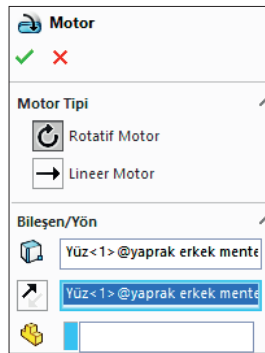 Motor
Motor Tipi
Rotatif Motor
Lineer Motor
Bileşen/Yön
Yüz<1>@yaprak erkek mente
Yüz<1>@yaprak erkek mente